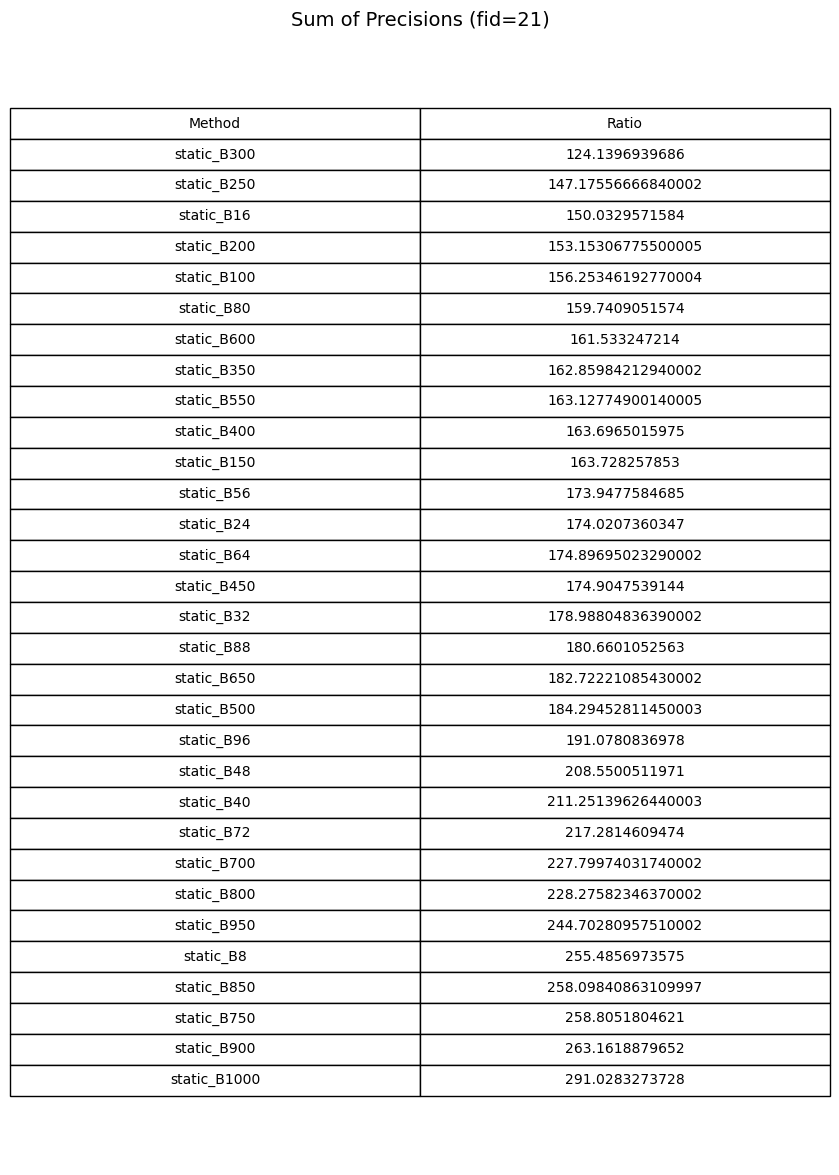 Sum of Precisions (fid=21)
Method Ratio
static_B300 124.1396939686
static_B250 147.17556666840002
static_B16 150.0329571584
static_B200 153.15306775500005
static_B100 156.25346192770004
static_B80 159.7409051574
static_B600 161.533247214
static_B350 162.85984212940002
static_B550 163.12774900140005
static_B400 163.6965015975
static_B150 163.728257853
static_B56 173.9477584685
static_B24 174.0207360347
static_B64 174.89695023290002
static_B450 174.9047539144
static_B32 178.98804836390002
static_B88 180.6601052563
static_B650 182.72221085430002
static_B500 184.29452811450003
static_B96 191.0780836978
static_B48 208.5500511971
static_B40 211.25139626440003
static_B72 217.2814609474
static_B700 227.79974031740002
static_B800 228.27582346370002
static_B950 244.70280957510002
static_B8 255.4856973575
static_B850 258.09840863109997
static_B750 258.8051804621
static_B900 263.1618879652
static_B1000 291.0283273728